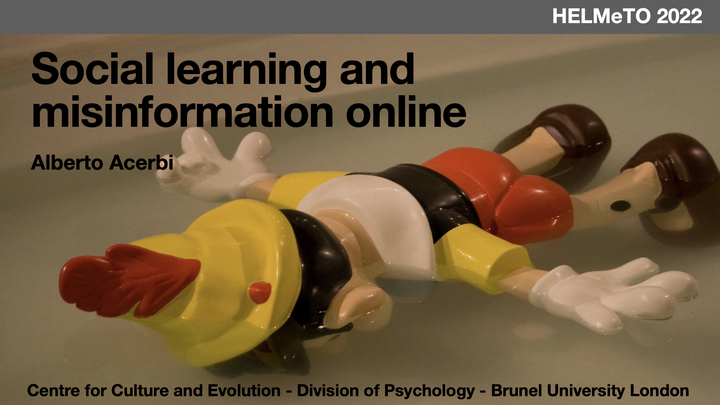 HELMeTO 2022
Social learning and
misinformation online
Alberto Acerbi
Centre for Culture and Evolution - Division of Psychology - Brunel University London